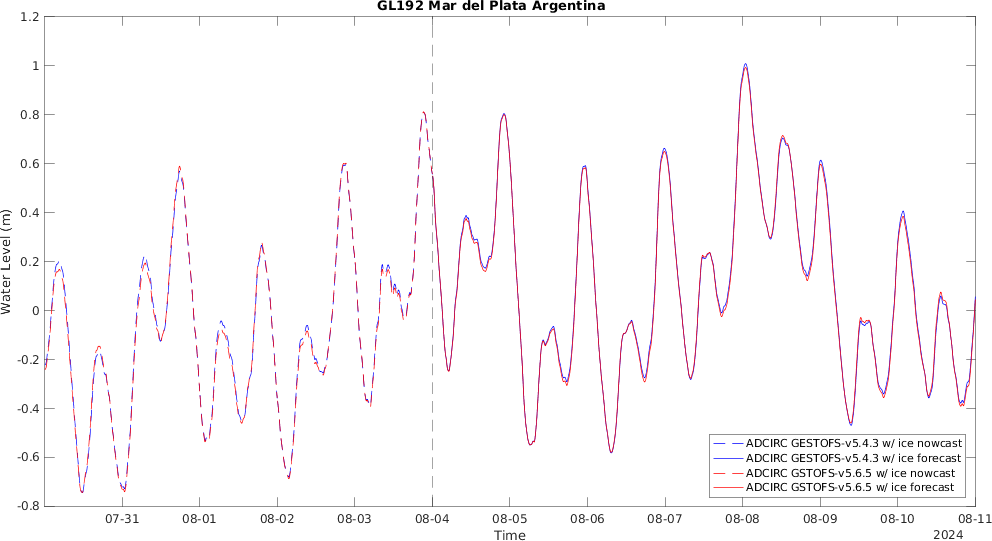 GL192 Mar del Plata Argentina
1.2
1
0.8
0.6
0.4
0.2
0
-0.2
-0.4
-0.6
-0.8
Water Level (m)
07-31 08-01 08-02 08-03 08-04 08-05 08-06 08-07 08-08 08-09 08-10 08-11
Time
2024
ADCIRC GESTOFS-v5.4.3 w/ ice nowcast
ADCIRC GESTOFS-v5.4.3 w/ ice forecast
ADCIRC GSTOFS-v5.6.5 w/ ice nowcast
ADCIRC GSTOFS-v5.6.5 w/ ice forecast